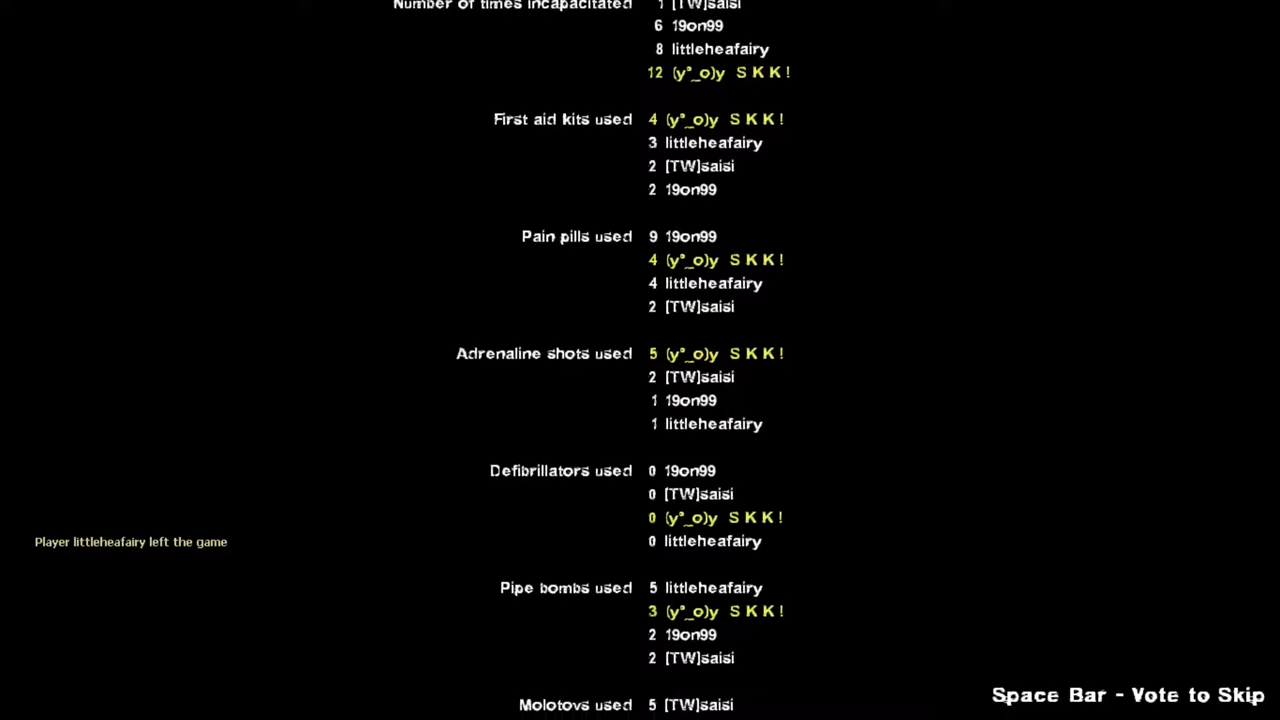 Number of times incapacitated 1 [TW]saisi
6 19on99
8 littleheafairy
12 (y°_o)y S K K !
First aid kits used 4 (y°_o)y S K K !
3 littleheafairy
2 [TW]saisi
2 19on99
Pain pills used 9 19on99
4 (y°_o)y S K K !
4 littleheafairy
2 [TW]saisi
Adrenaline shots used 5 (y°_o)y S K K !
2 [TW]saisi
1 19on99
1 littleheafairy
Defibrillators used 0 19on99
0 [TW]saisi
0 (y°_o)y S K K !
0 littleheafairy
Player littleheafairy left the game
Pipe bombs used 5 littleheafairy
3 (y°_o)y S K K !
2 19on99
2 [TW]saisi
Molotovs used 5 [TW]saisi
Space Bar - Vote to Skip